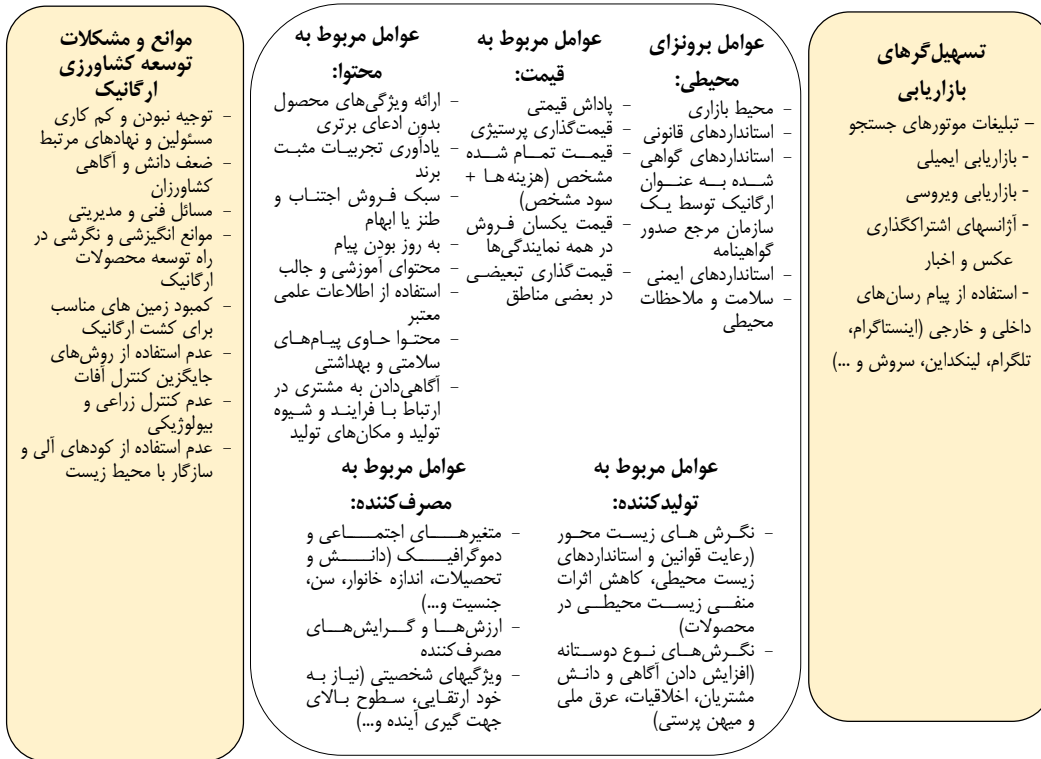 تسهیل‌گرهای
بازاریابی
– تبلیغات موتورهای جستجو
- بازاریابی ایمیلی
- بازاریابی ویروسی
- آژانسهای اشتراکگذاری
عکس و اخبار
- استفاده از پیام رسان‌های
داخلی و خارجی (اینستاگرام،
تلگرام، لینکداین، سروش و ...)
عوامل برونزای
محیطی:
– محیط بازاری
– استانداردهای قانونی
– استانداردهای گواهی
شده به عنوان
ارگانیک توسط یک
سازمان مرجع صدور
گواهینامه
– استانداردهای ایمنی
– سلامت و ملاحظات
محیطی
عوامل مربوط به
قیمت:
– پاداش قیمتی
– قیمت‌گذاری پرستیژی
– قیمت تمام شده
مشخص (هزینه‌ها +
سود مشخص)
– قیمت یکسان فروش
در همه نمایندگی‌ها
– قیمت‌گذاری تبعیضی
در بعضی مناطق
عوامل مربوط به
محتوا:
– ارائه ویژگی‌های محصول
بدون ادعای برتری
– یادآوری تجربیات مثبت
برند
– سبک فروش اجتناب و
طنز یا ابهام
– به روز بودن پیام
– محتوای آموزشی و جالب
– استفاده از اطلاعات علمی
معتبر
– محتوا حاوی پیام‌های
سلامتی و بهداشتی
– آگاهی‌دادن به مشتری در
ارتباط با فرایند و شیوه
تولید و مکان‌های تولید
عوامل مربوط به
تولیدکننده:
– نگرش های زیست محور
(رعایت قوانین و استانداردهای
زیست محیطی، کاهش اثرات
منفی زیست محیطی در
محصولات)
– نگرش‌های نوع دوستانه
(افزایش دادن آگاهی و دانش
مشتریان، اخلاقیات، عرق ملی
و میهن پرستی)
عوامل مربوط به
مصرف‌کننده:
– متغیرهای اجتماعی و
دموگرافیک (دانش و
تحصیلات، اندازه خانوار، سن،
جنسیت و...)
– ارزش‌ها و گرایش‌های
مصرف‌کننده
– ویژگیهای شخصیتی (نیاز به
خود ارتقایی، سطوح بالای
جهت گیری آینده و...)
موانع و مشکلات
توسعه کشاورزی
ارگانیک
– توجیه نبودن و کم کاری
مسئولین و نهادهای مرتبط
– ضعف دانش و آگاهی
کشاورزان
– مسائل فنی و مدیریتی
– موانع انگیزشی و نگرشی در
راه توسعه محصولات
ارگانیک
– کمبود زمین های مناسب
برای کشت ارگانیک
– عدم استفاده از روش‌های
جایگزین کنترل آفات
– عدم کنترل زراعی و
بیولوژیکی
– عدم استفاده از کودهای آلی و
سازگار با محیط زیست